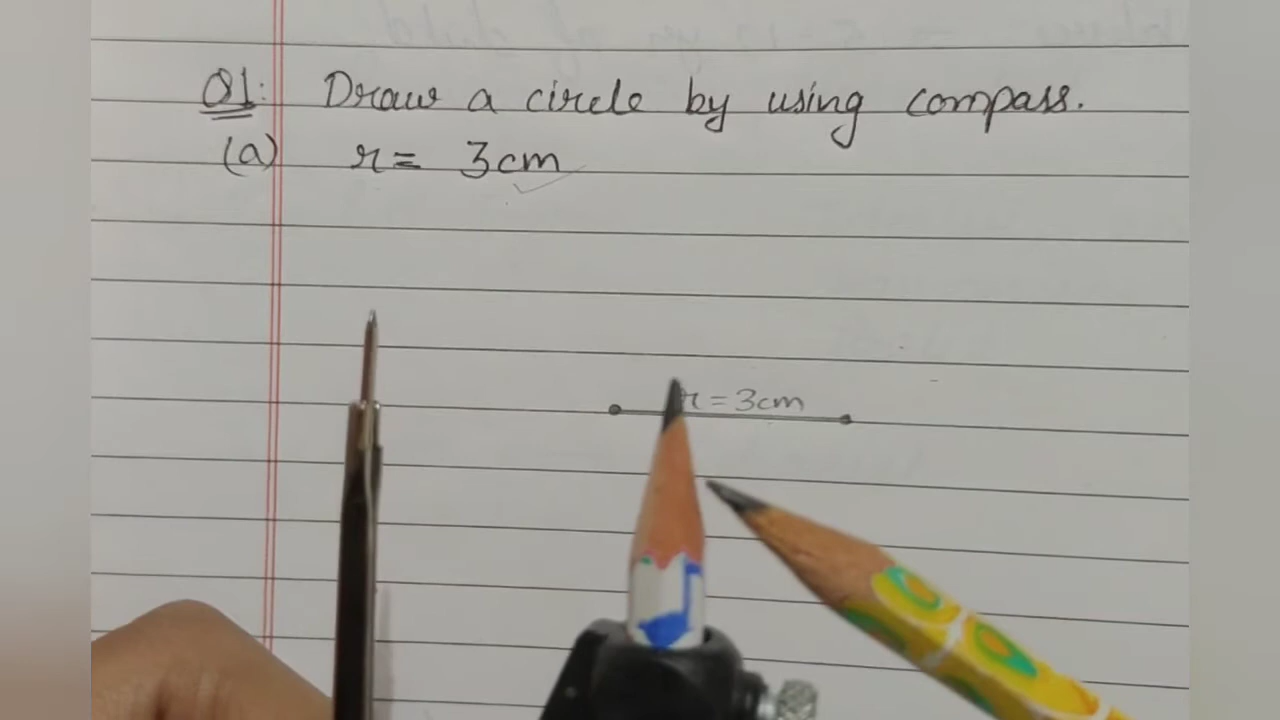 Q1: Draw a circle by using compass.
(a) r = 3cm
r = 3cm